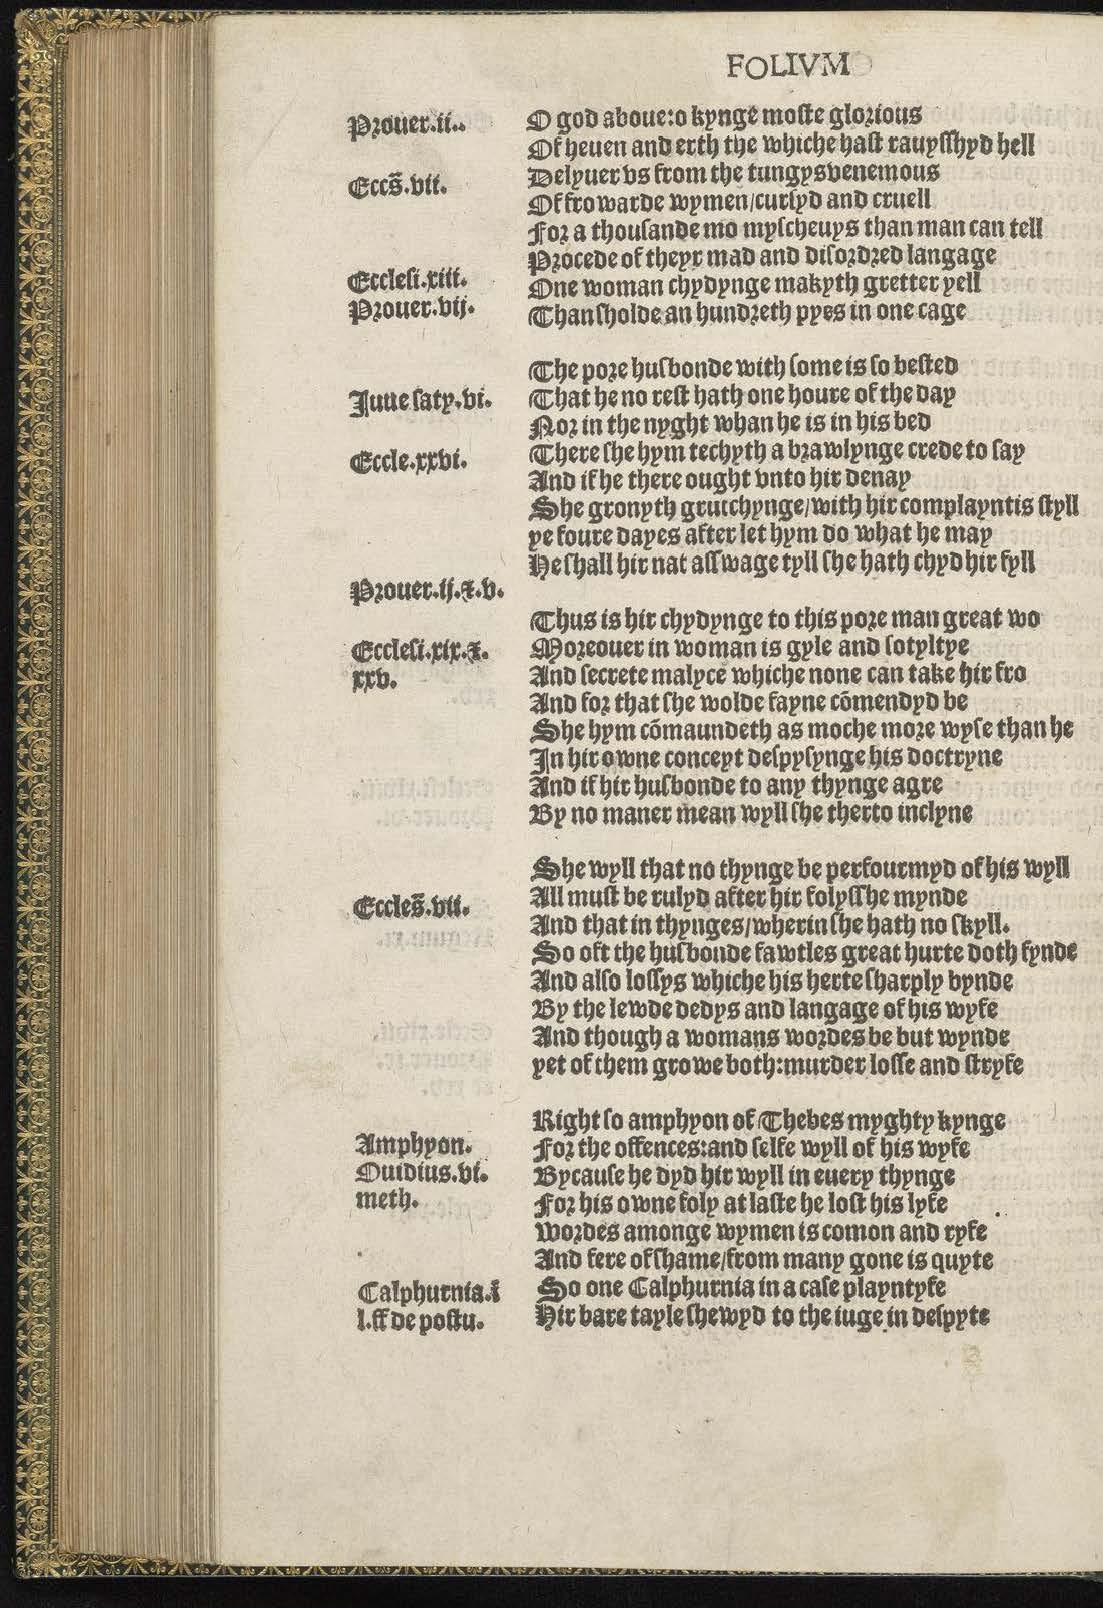 FOLIVM
Prouer.ii..
O god aboue:o kynge moste glorious
Of heuen and erth the whiche hast rauysshyd hell
Eccs̃.vii.
Delyuer vs from the tungys venemous
Of frowarde wymen/cursyd and cruell
For a thousande mo myscheuys than man can tell
Procede of theyr mad and disordred langage
Ecclesi.xiii.
One woman chydynge makyth gretter yell
Prouer.vij.
Than sholde an hundreth pyes in one cage
The pore husbonde with some is so bested
Juue saty.vi.
That he no rest hath one houre of the day
Nor in the nyght whan he is in his bed
Eccle.xxvi.
There she hym techyth a brawlynge crede to say
And if he there ought vnto hir denay
She gronyth grutchynge/with hir complayntis styll
ye foure dayes after let hym do what he may
He shall hir nat asswage tyll she hath chyd hir fyll
Prouer.ij.⁊.v.
Thus is hir chydynge to this pore man great wo
Ecclesi.xix.⁊.
Moreouer in woman is gyle and sotyltye
xxv.
And secrete malyce whiche none can take hir fro
And for that she wolde fayne cõmendyd be
She hym cõmaundeth as moche more wyse than he
In hir owne conceyt despysynge his doctryne
And if hir husbonde to any thynge agre
By no maner mean wyll she therto inclyne
She wyll that no thynge be perfourmyd of his wyll
Eccles̃.vii.
All must be rulyd after hir folysshe mynde
And that in thynges/wherin she hath no skyll.
So oft the husbonde fawtles great hurte doth fynde
And also lossys whiche his herte sharply bynde
By the lewde dedys and langage of his wyfe
And though a womans wordes be but wynde
yet of them growe both:murder losse and stryfe
Right so amphyon of Thebes myghty kynge
Amphyon.
For the offences:and selfe wyll of his wyfe
Ouidius.vi.
Bycause he dyd hir wyll in euery thynge
meth.
For his owne foly at laste he lost his lyfe
Wordes amonge wymen is comon and ryfe
And fere of shame/from many gone is quyte
Calphurnia.ĩ
So one Calphurnia in a case playntyfe
l.ff de postu.
Hir bare tayle shewyd to the iuge in despyte